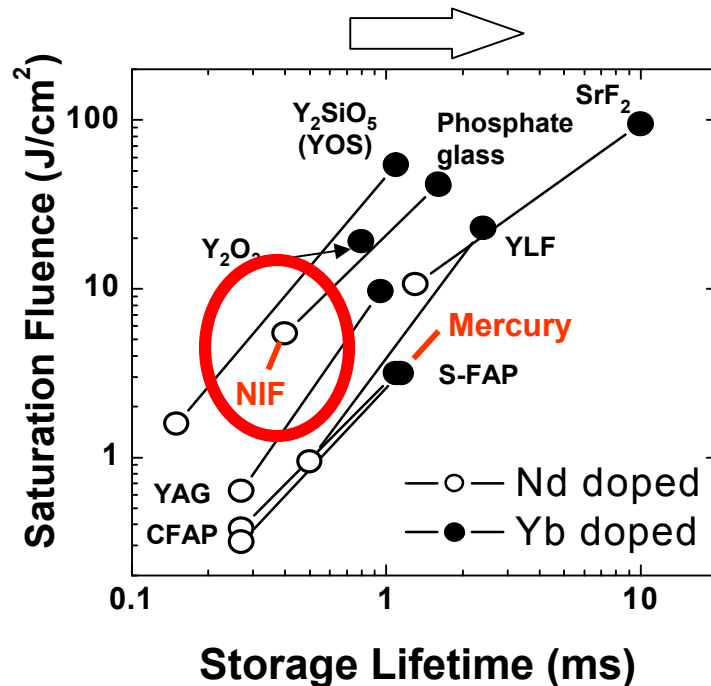 Saturation Fluence (J/cm²)
100
10
1
Y₂SiO₅
(YOS)
Phosphate
glass
SrF₂
Y₂O₃
YLF
NIF
Mercury
S-FAP
YAG
CFAP
Nd doped
Yb doped
0.1
1
10
Storage Lifetime (ms)